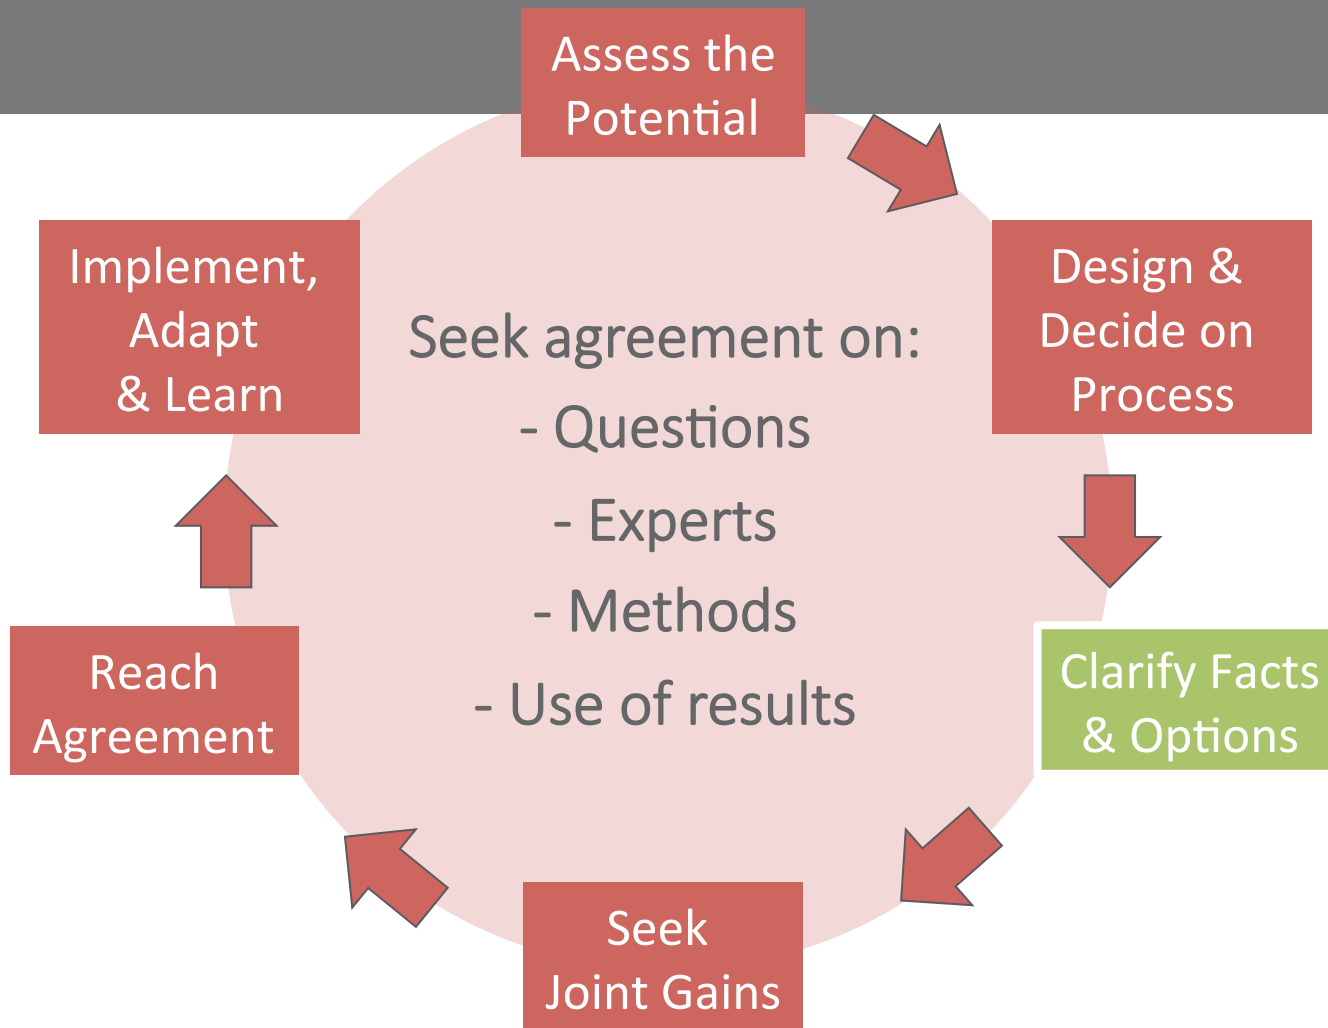 Assess the
Potential
Design &
Decide on
Process
Clarify Facts
& Options
Seek
Joint Gains
Reach
Agreement
Implement,
Adapt
& Learn
Seek agreement on:
- Questions
- Experts
- Methods
- Use of results